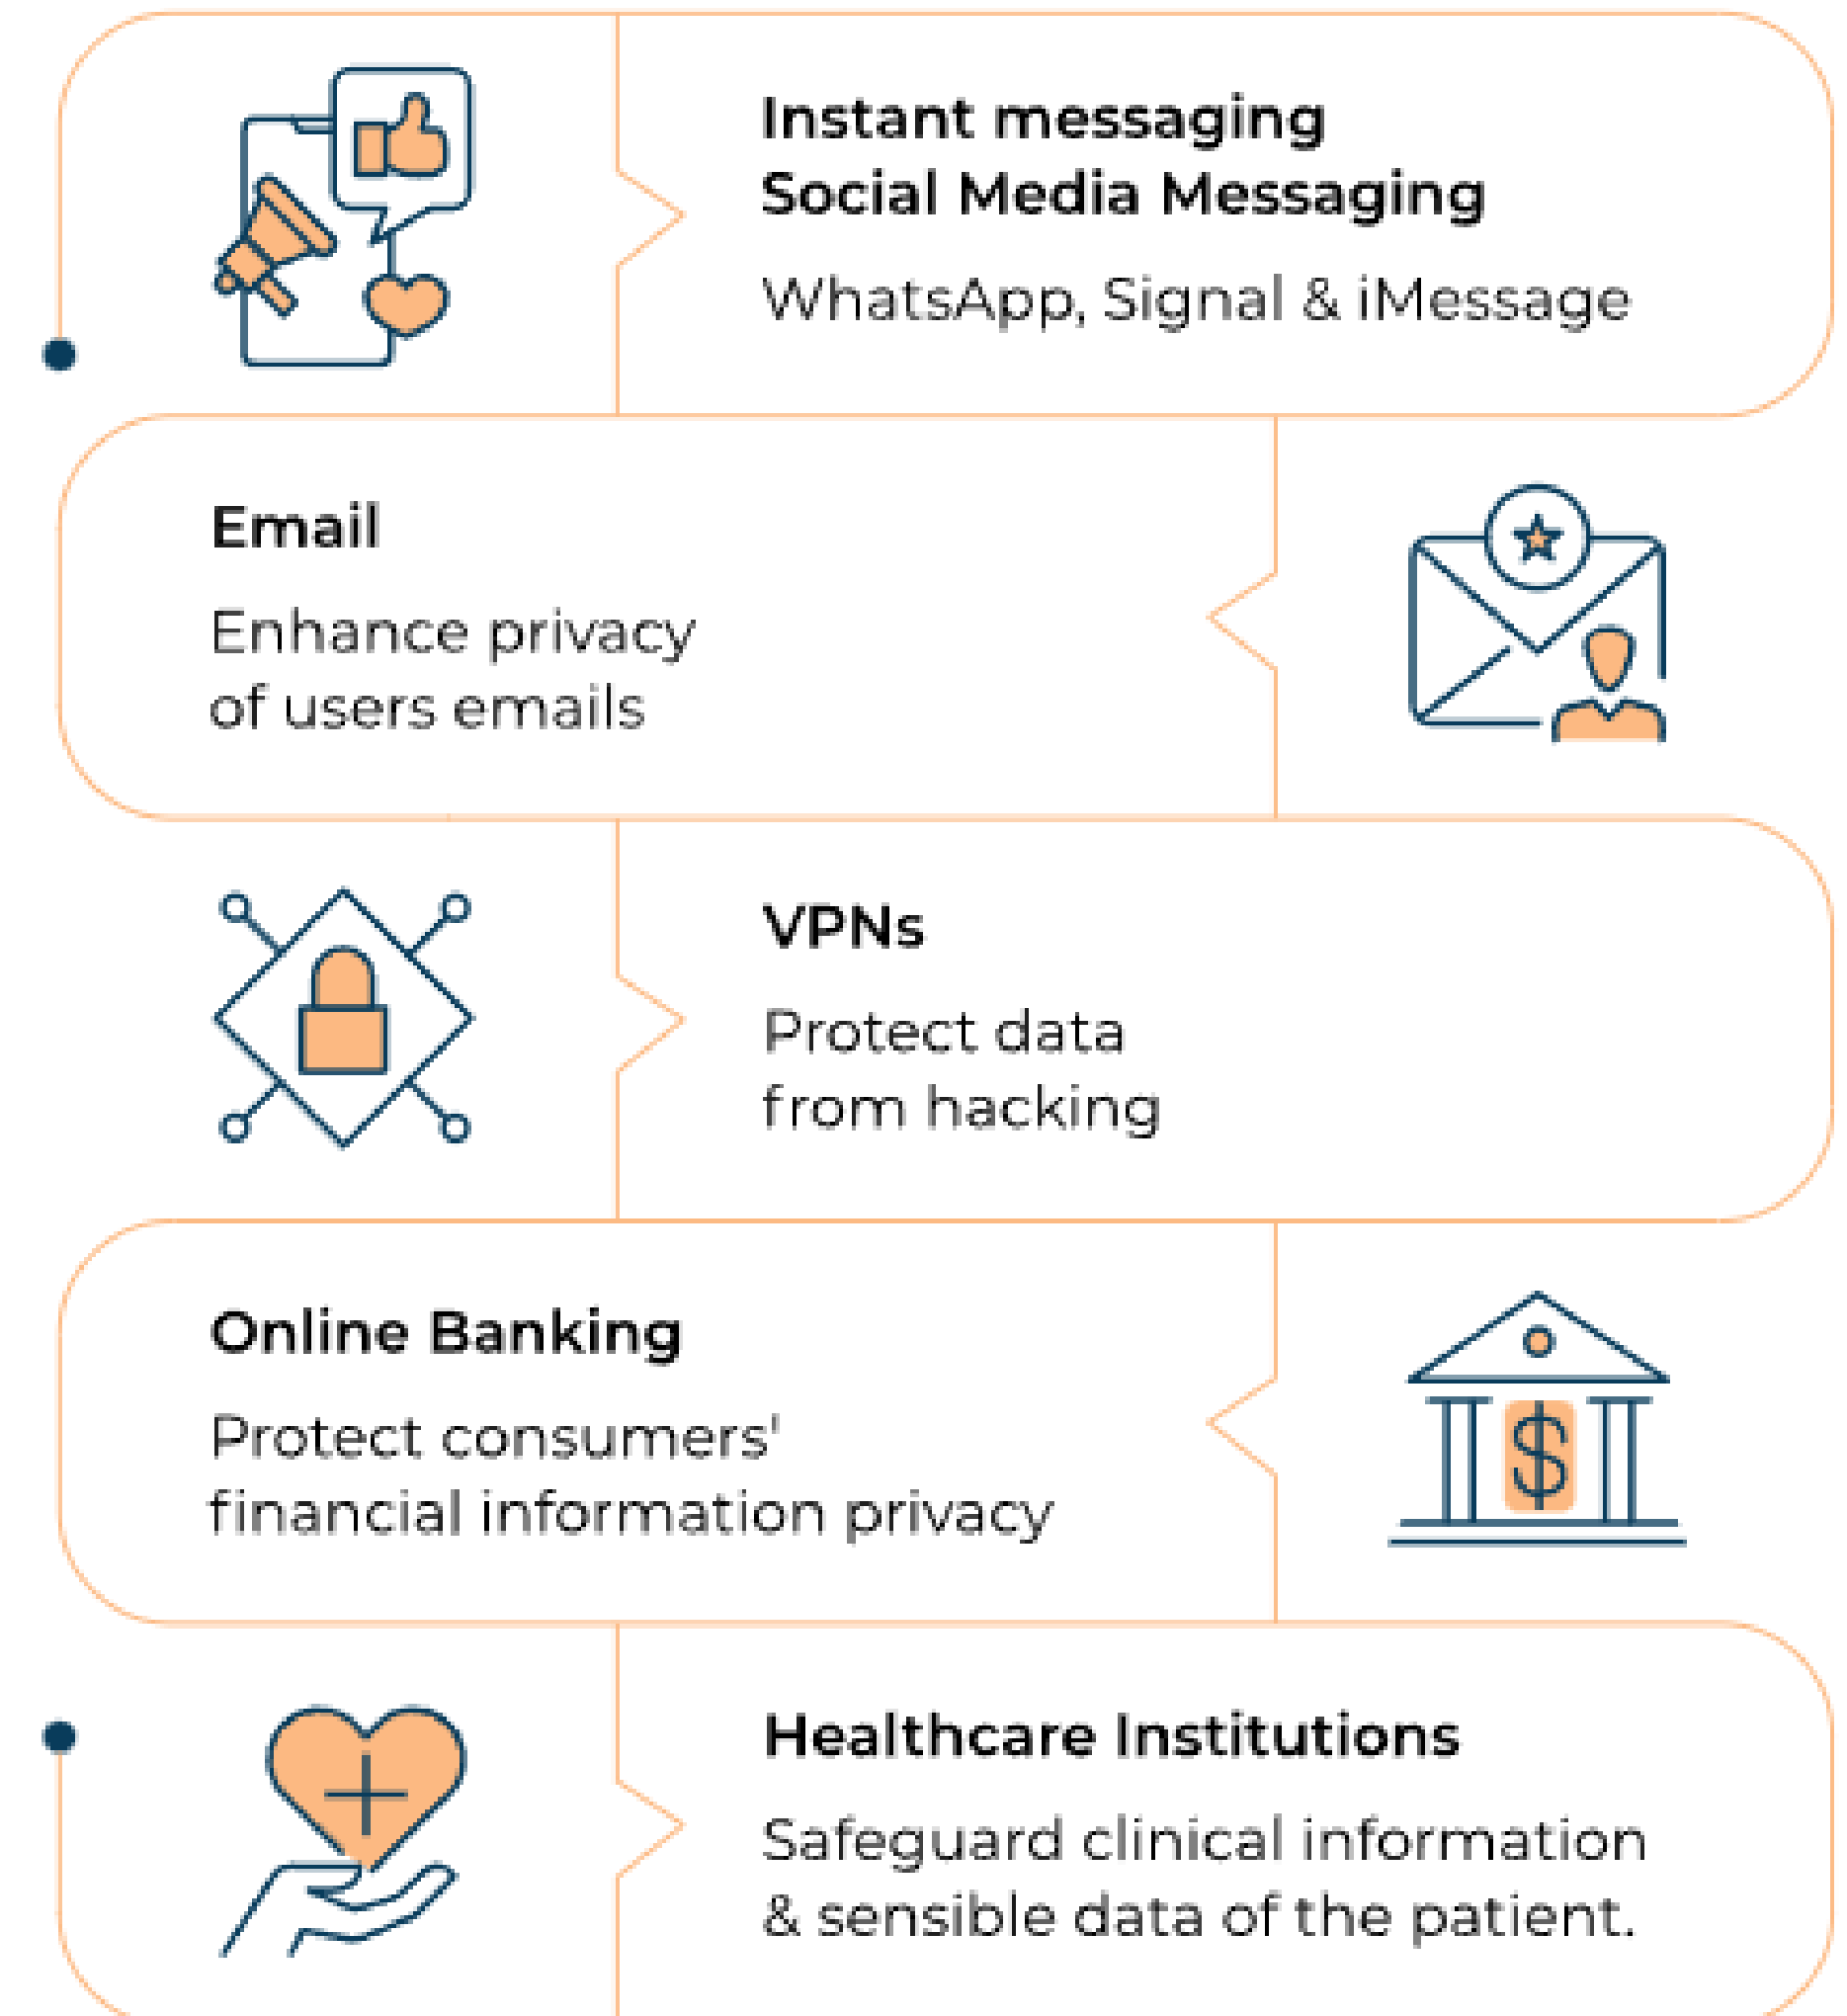 Instant messaging
Social Media Messaging
WhatsApp, Signal & iMessage
Email
Enhance privacy
of users emails
VPNs
Protect data
from hacking
Online Banking
Protect consumers'
financial information privacy
$
Healthcare Institutions
Safeguard clinical information
& sensible data of the patient.